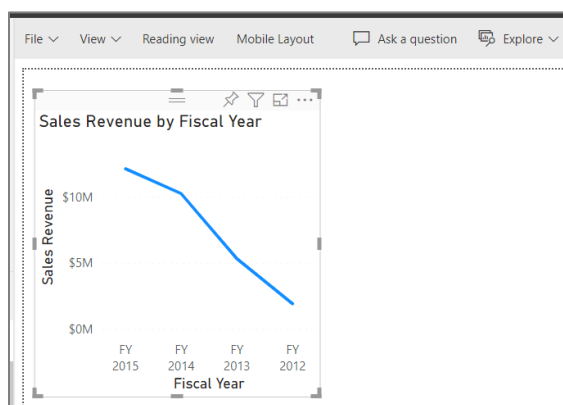 File View Reading view Mobile Layout Ask a question Explore
Sales Revenue by Fiscal Year
Sales Revenue
$10M
$5M
$0M
FY FY FY FY
2015 2014 2013 2012
Fiscal Year